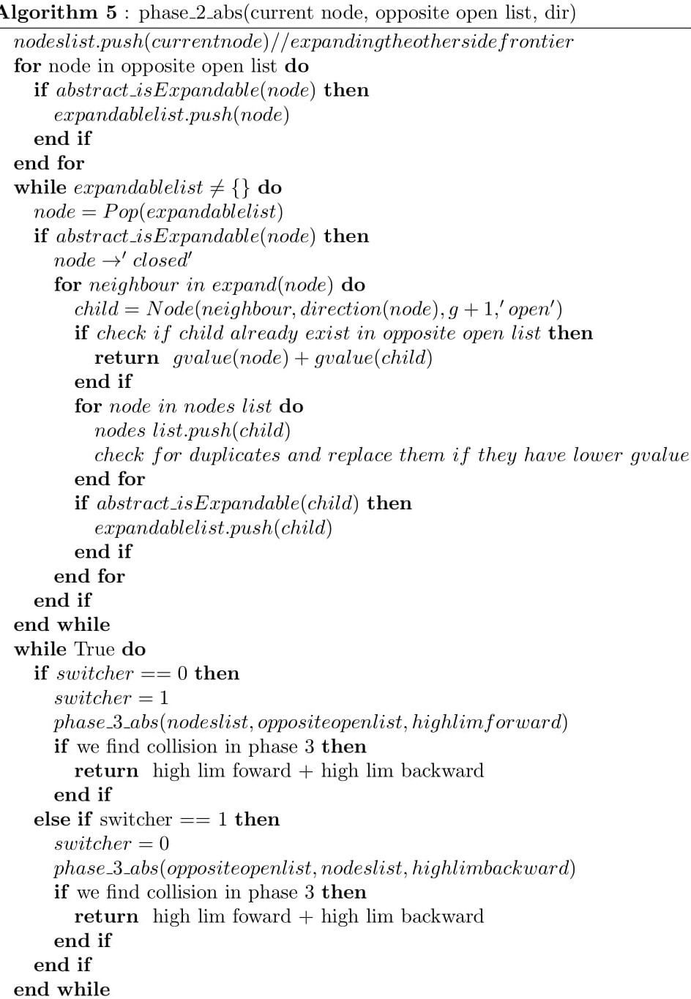 Algorithm 5 : phase_2_abs(current node, opposite open list, dir)
nodeslist.push(currentnode)//expandingtheothersidefrontier
for node in opposite open list do
if abstract_isExpandable(node) then
expandablelist.push(node)
end if
end for
while expandablelist ≠ {} do
node = Pop(expandablelist)
if abstract_isExpandable(node) then
node →′ closed′
for neighbour in expand(node) do
child = Node(neighbour, direction(node), g + 1,′ open′)
if check if child already exist in opposite open list then
return gvalue(node) + gvalue(child)
end if
for node in nodes list do
nodes list.push(child)
check for duplicates and replace them if they have lower gvalue
end for
if abstract_isExpandable(child) then
expandablelist.push(child)
end if
end for
end if
end while
while True do
if switcher == 0 then
switcher = 1
phase_3_abs(nodeslist, oppositeopenlist, highlimforward)
if we find collision in phase 3 then
return high lim foward + high lim backward
end if
else if switcher == 1 then
switcher = 0
phase_3_abs(oppositeopenlist, nodeslist, highlimbackward)
if we find collision in phase 3 then
return high lim foward + high lim backward
end if
end if
end while